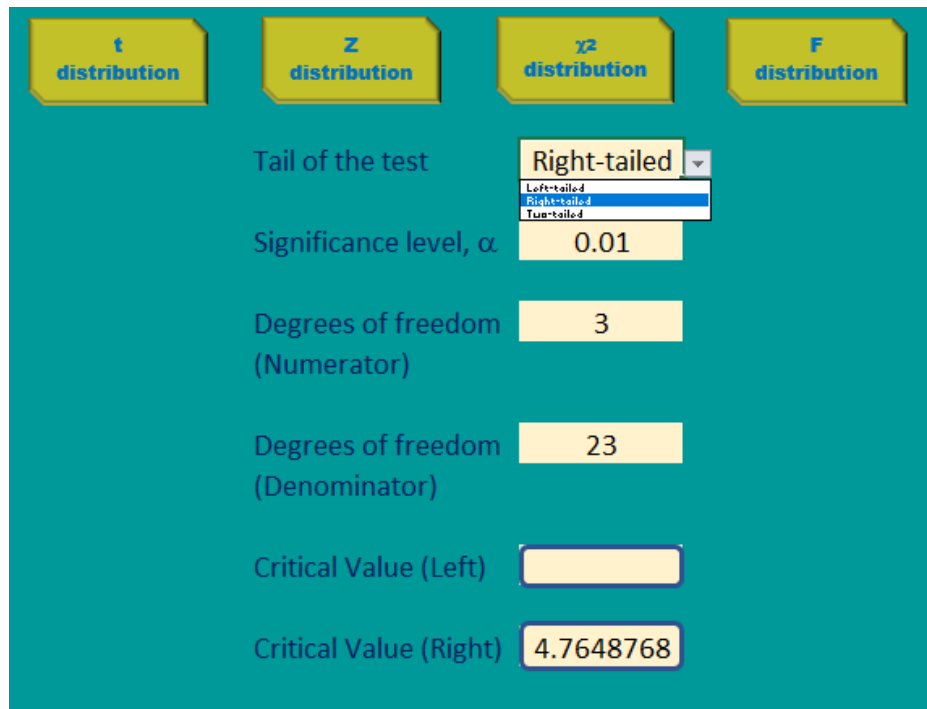 t
distribution
Z
distribution
χ2
distribution
F
distribution
Tail of the test
Right-tailed
Left-tailed
Right-tailed
Two-tailed
Significance level, α
0.01
Degrees of freedom
(Numerator)
3
Degrees of freedom
(Denominator)
23
Critical Value (Left)
Critical Value (Right)
4.7648768